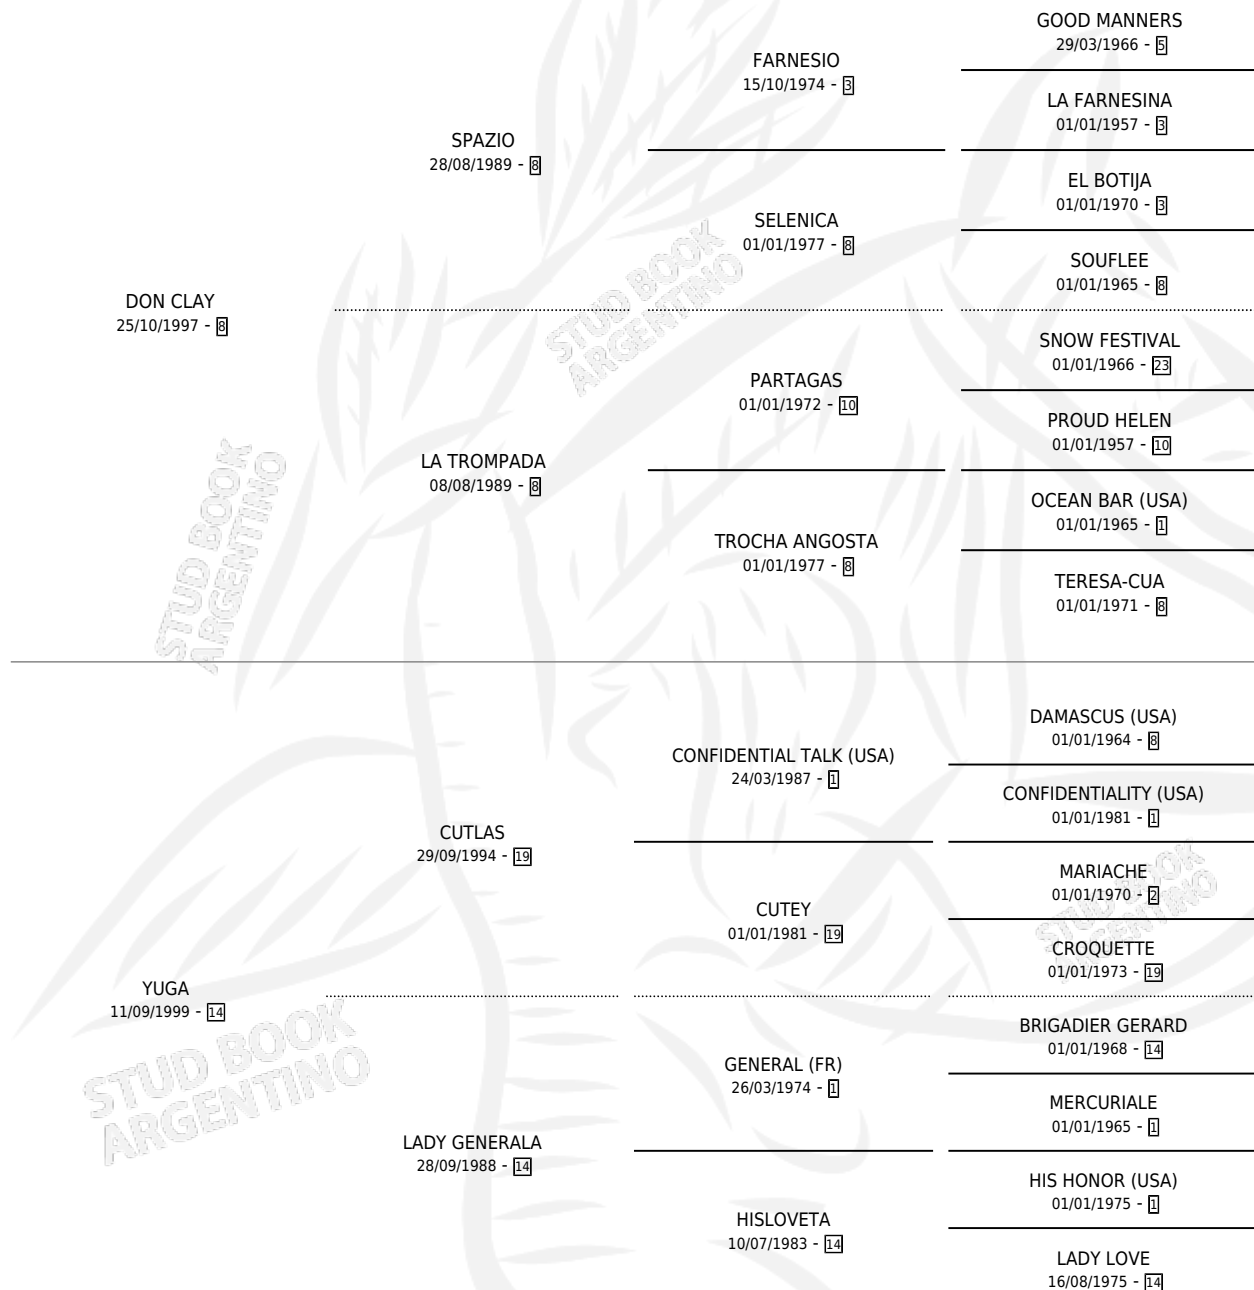 GOOD MANNERS
29/03/1966 - 5
FARNESIO
15/10/1974 - 3
LA FARNESINA
01/01/1957 - 3
SPAZIO
28/08/1989 - 8
EL BOTIJA
01/01/1970 - 3
SELENICA
01/01/1977 - 8
SOUFLEE
01/01/1965 - 8
DON CLAY
25/10/1997 - 8
SNOW FESTIVAL
01/01/1966 - 23
PARTAGAS
01/01/1972 - 10
PROUD HELEN
01/01/1957 - 10
LA TROMPADA
08/08/1989 - 8
OCEAN BAR (USA)
01/01/1965 - 1
TROCHA ANGOSTA
01/01/1977 - 8
TERESA-CUA
01/01/1971 - 8
DAMASCUS (USA)
01/01/1964 - 8
CONFIDENTIAL TALK (USA)
24/03/1987 - 1
CONFIDENTIALITY (USA)
01/01/1981 - 1
CUTLAS
29/09/1994 - 19
MARIACHE
01/01/1970 - 2
CUTEY
01/01/1981 - 19
CROQUETTE
01/01/1973 - 19
YUGA
11/09/1999 - 14
BRIGADIER GERARD
01/01/1968 - 14
GENERAL (FR)
26/03/1974 - 1
MERCURIALE
01/01/1965 - 1
LADY GENERALA
28/09/1988 - 14
HIS HONOR (USA)
01/01/1975 - 1
HISLOVETA
10/07/1983 - 14
LADY LOVE
16/08/1975 - 14
STUD BOOK
ARGENTINO
STUD BOOK
ARGENTINO
STUD BOOK
ARGENTINO
STUD BOOK
ARGENTINO